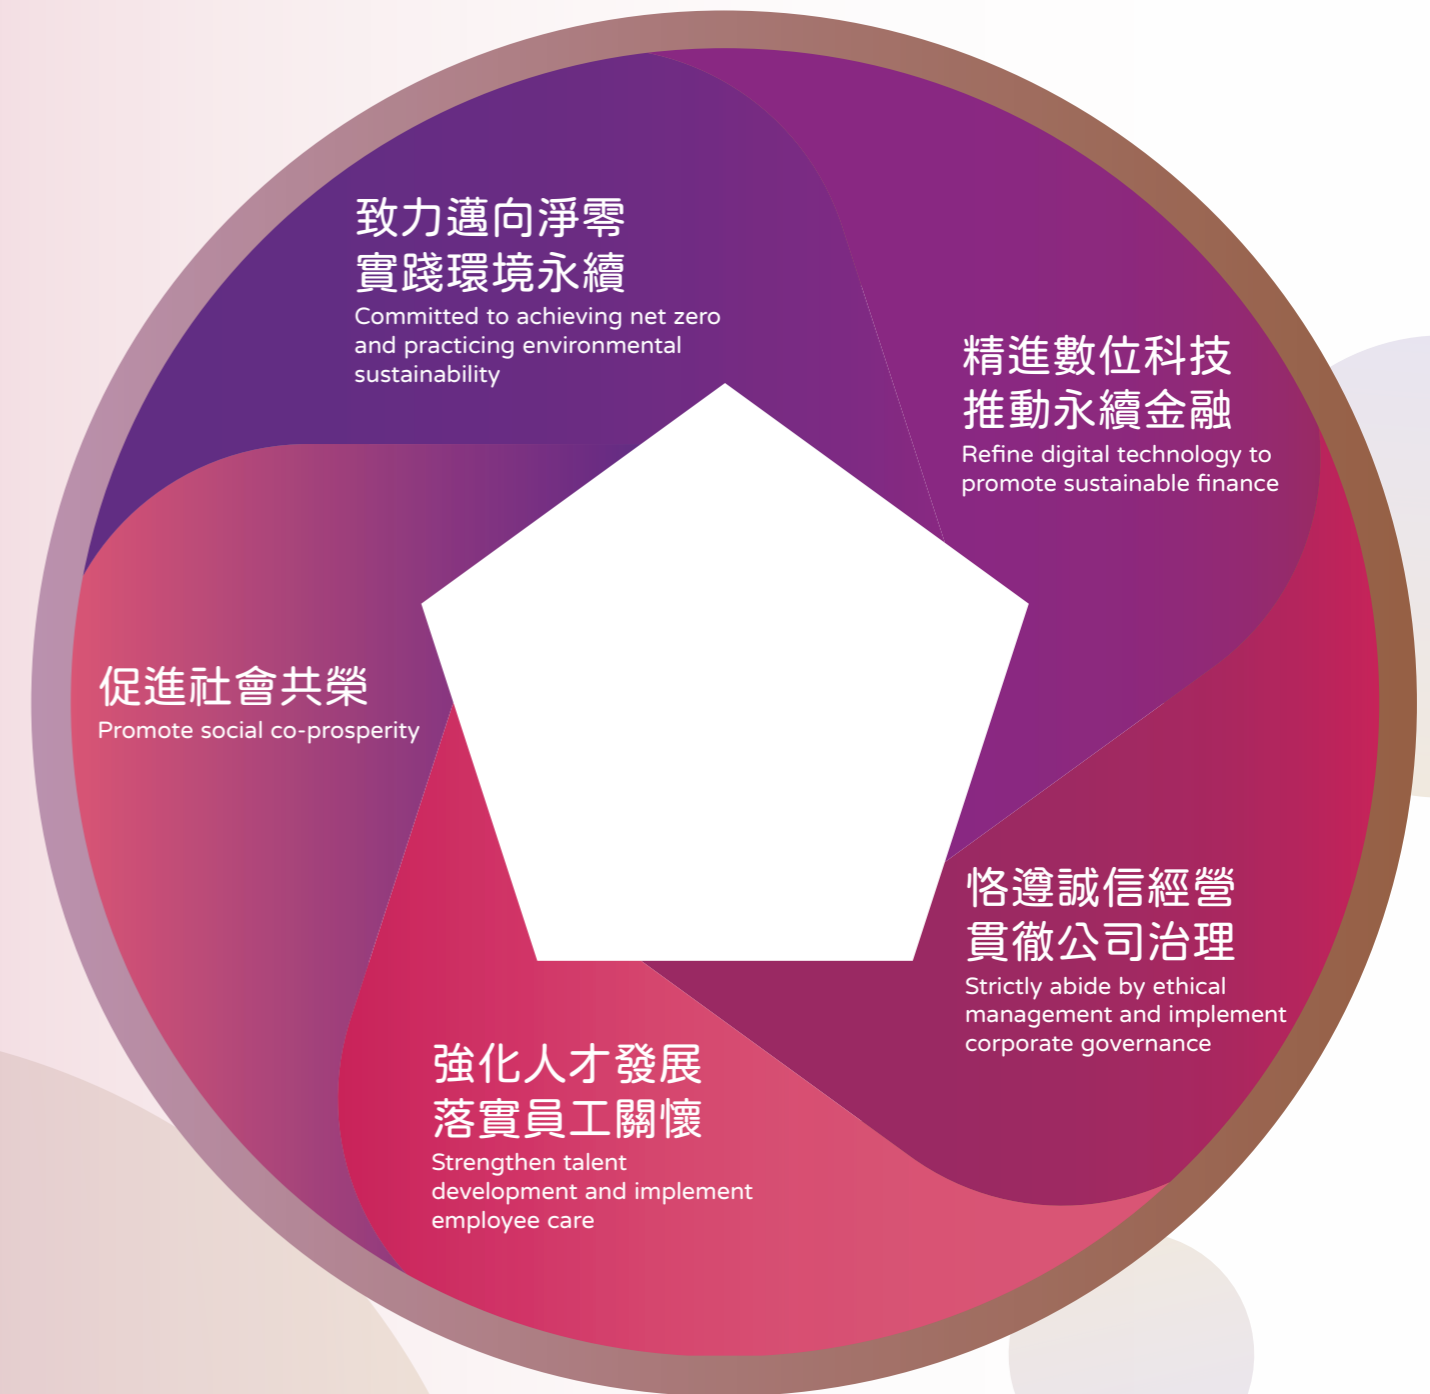 致力邁向淨零
實踐環境永續
Committed to achieving net zero
and practicing environmental
sustainability
精進數位科技
推動永續金融
Refine digital technology to
promote sustainable finance
促進社會共榮
Promote social co-prosperity
恪遵誠信經營
貫徹公司治理
Strictly abide by ethical
management and implement
corporate governance
強化人才發展
落實員工關懷
Strengthen talent
development and implement
employee care